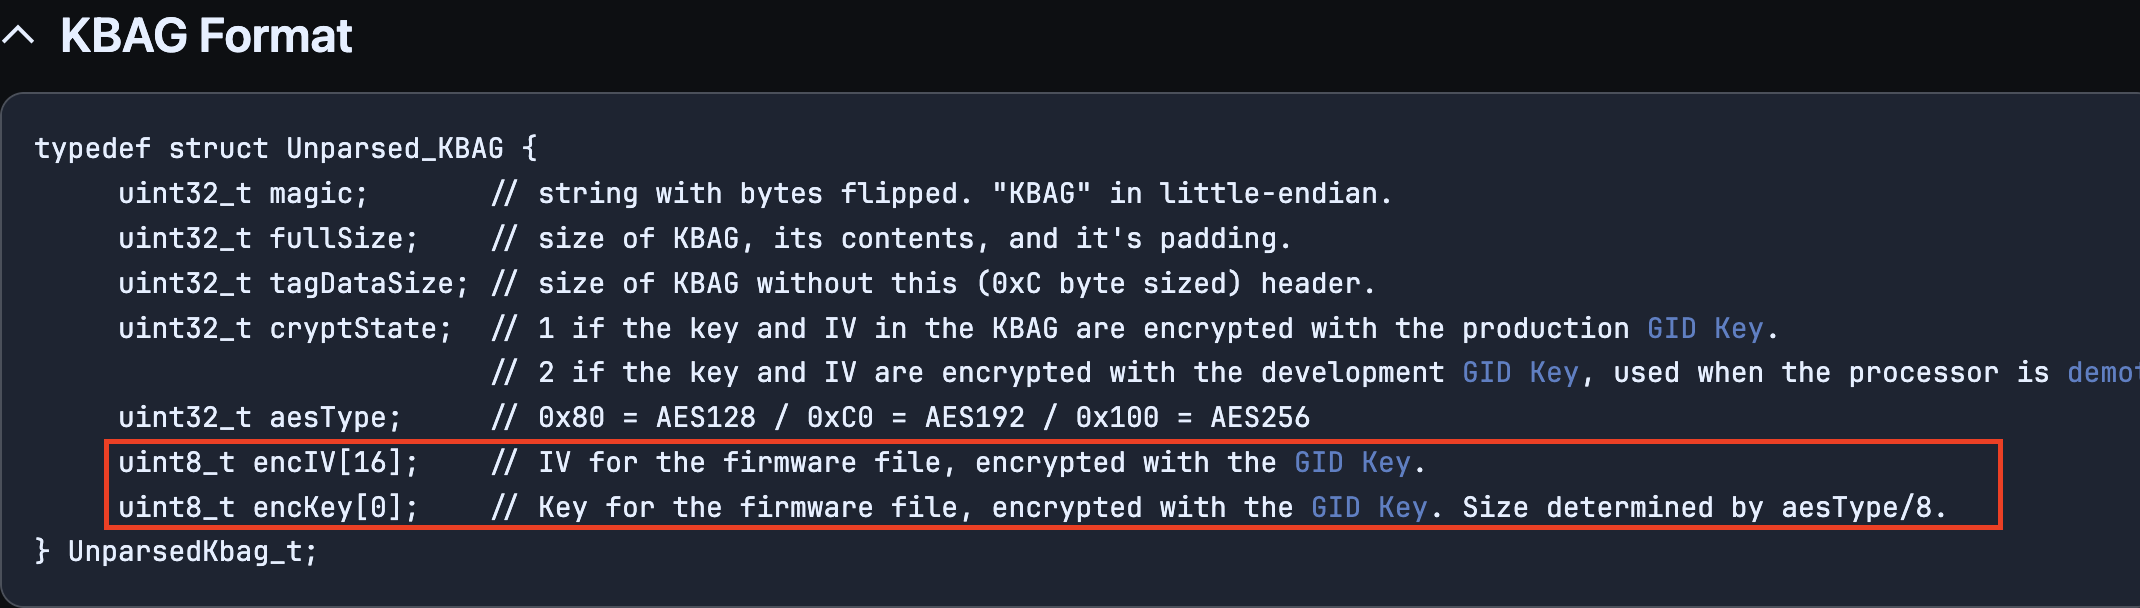 KBAG Format
typedef struct Unparsed_KBAG {
uint32_t magic; // string with bytes flipped. "KBAG" in little-endian.
uint32_t fullSize; // size of KBAG, its contents, and it's padding.
uint32_t tagDataSize; // size of KBAG without this (0xC byte sized) header.
uint32_t cryptState; // 1 if the key and IV in the KBAG are encrypted with the production GID Key.
// 2 if the key and IV are encrypted with the development GID Key, used when the processor is demot
uint32_t aesType; // 0x80 = AES128 / 0xC0 = AES192 / 0x100 = AES256
uint8_t encIV[16]; // IV for the firmware file, encrypted with the GID Key.
uint8_t encKey[0]; // Key for the firmware file, encrypted with the GID Key. Size determined by aesType/8.
} UnparsedKbag_t;